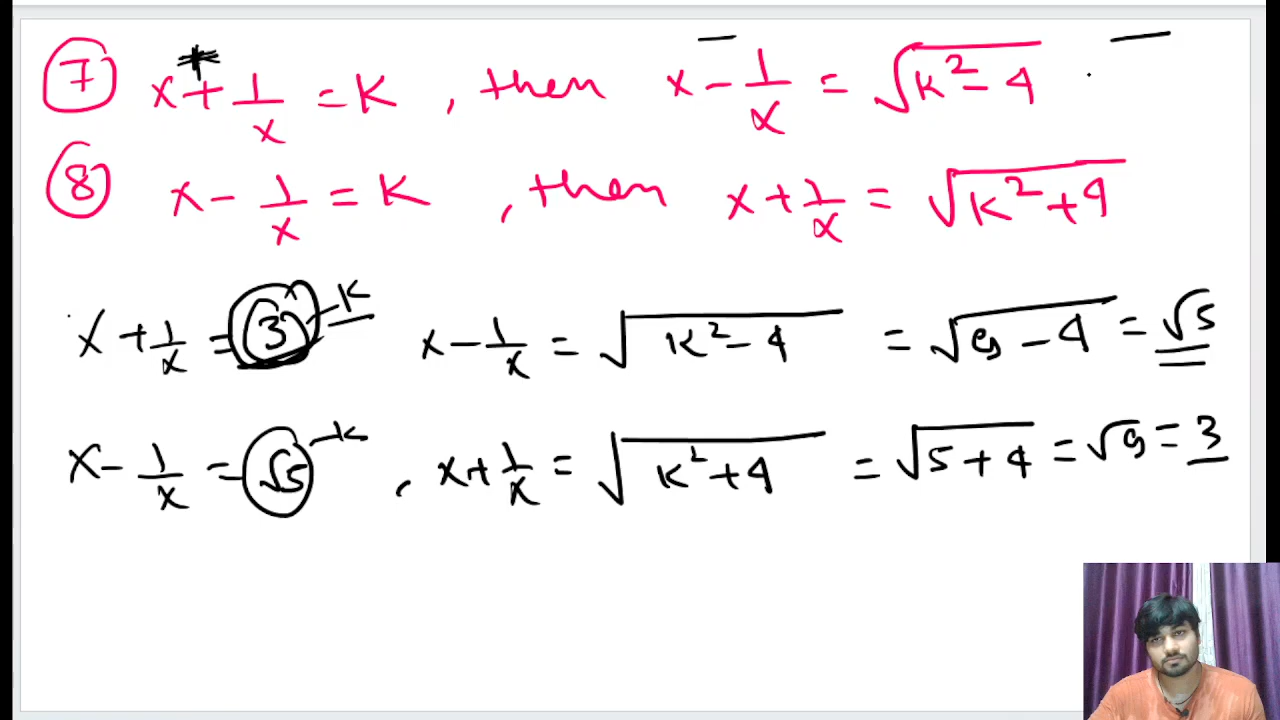 ⑦ x + 1/x = K , then x - 1/x = √(K² - 4)
⑧ x - 1/x = K , then x + 1/x = √(K² + 4)
x + 1/x = 3 - K x - 1/x = √(K² - 4) = √(9 - 4) = √5
x - 1/x = √5 - K , x + 1/x = √(K² + 4) = √(5 + 4) = √9 = 3